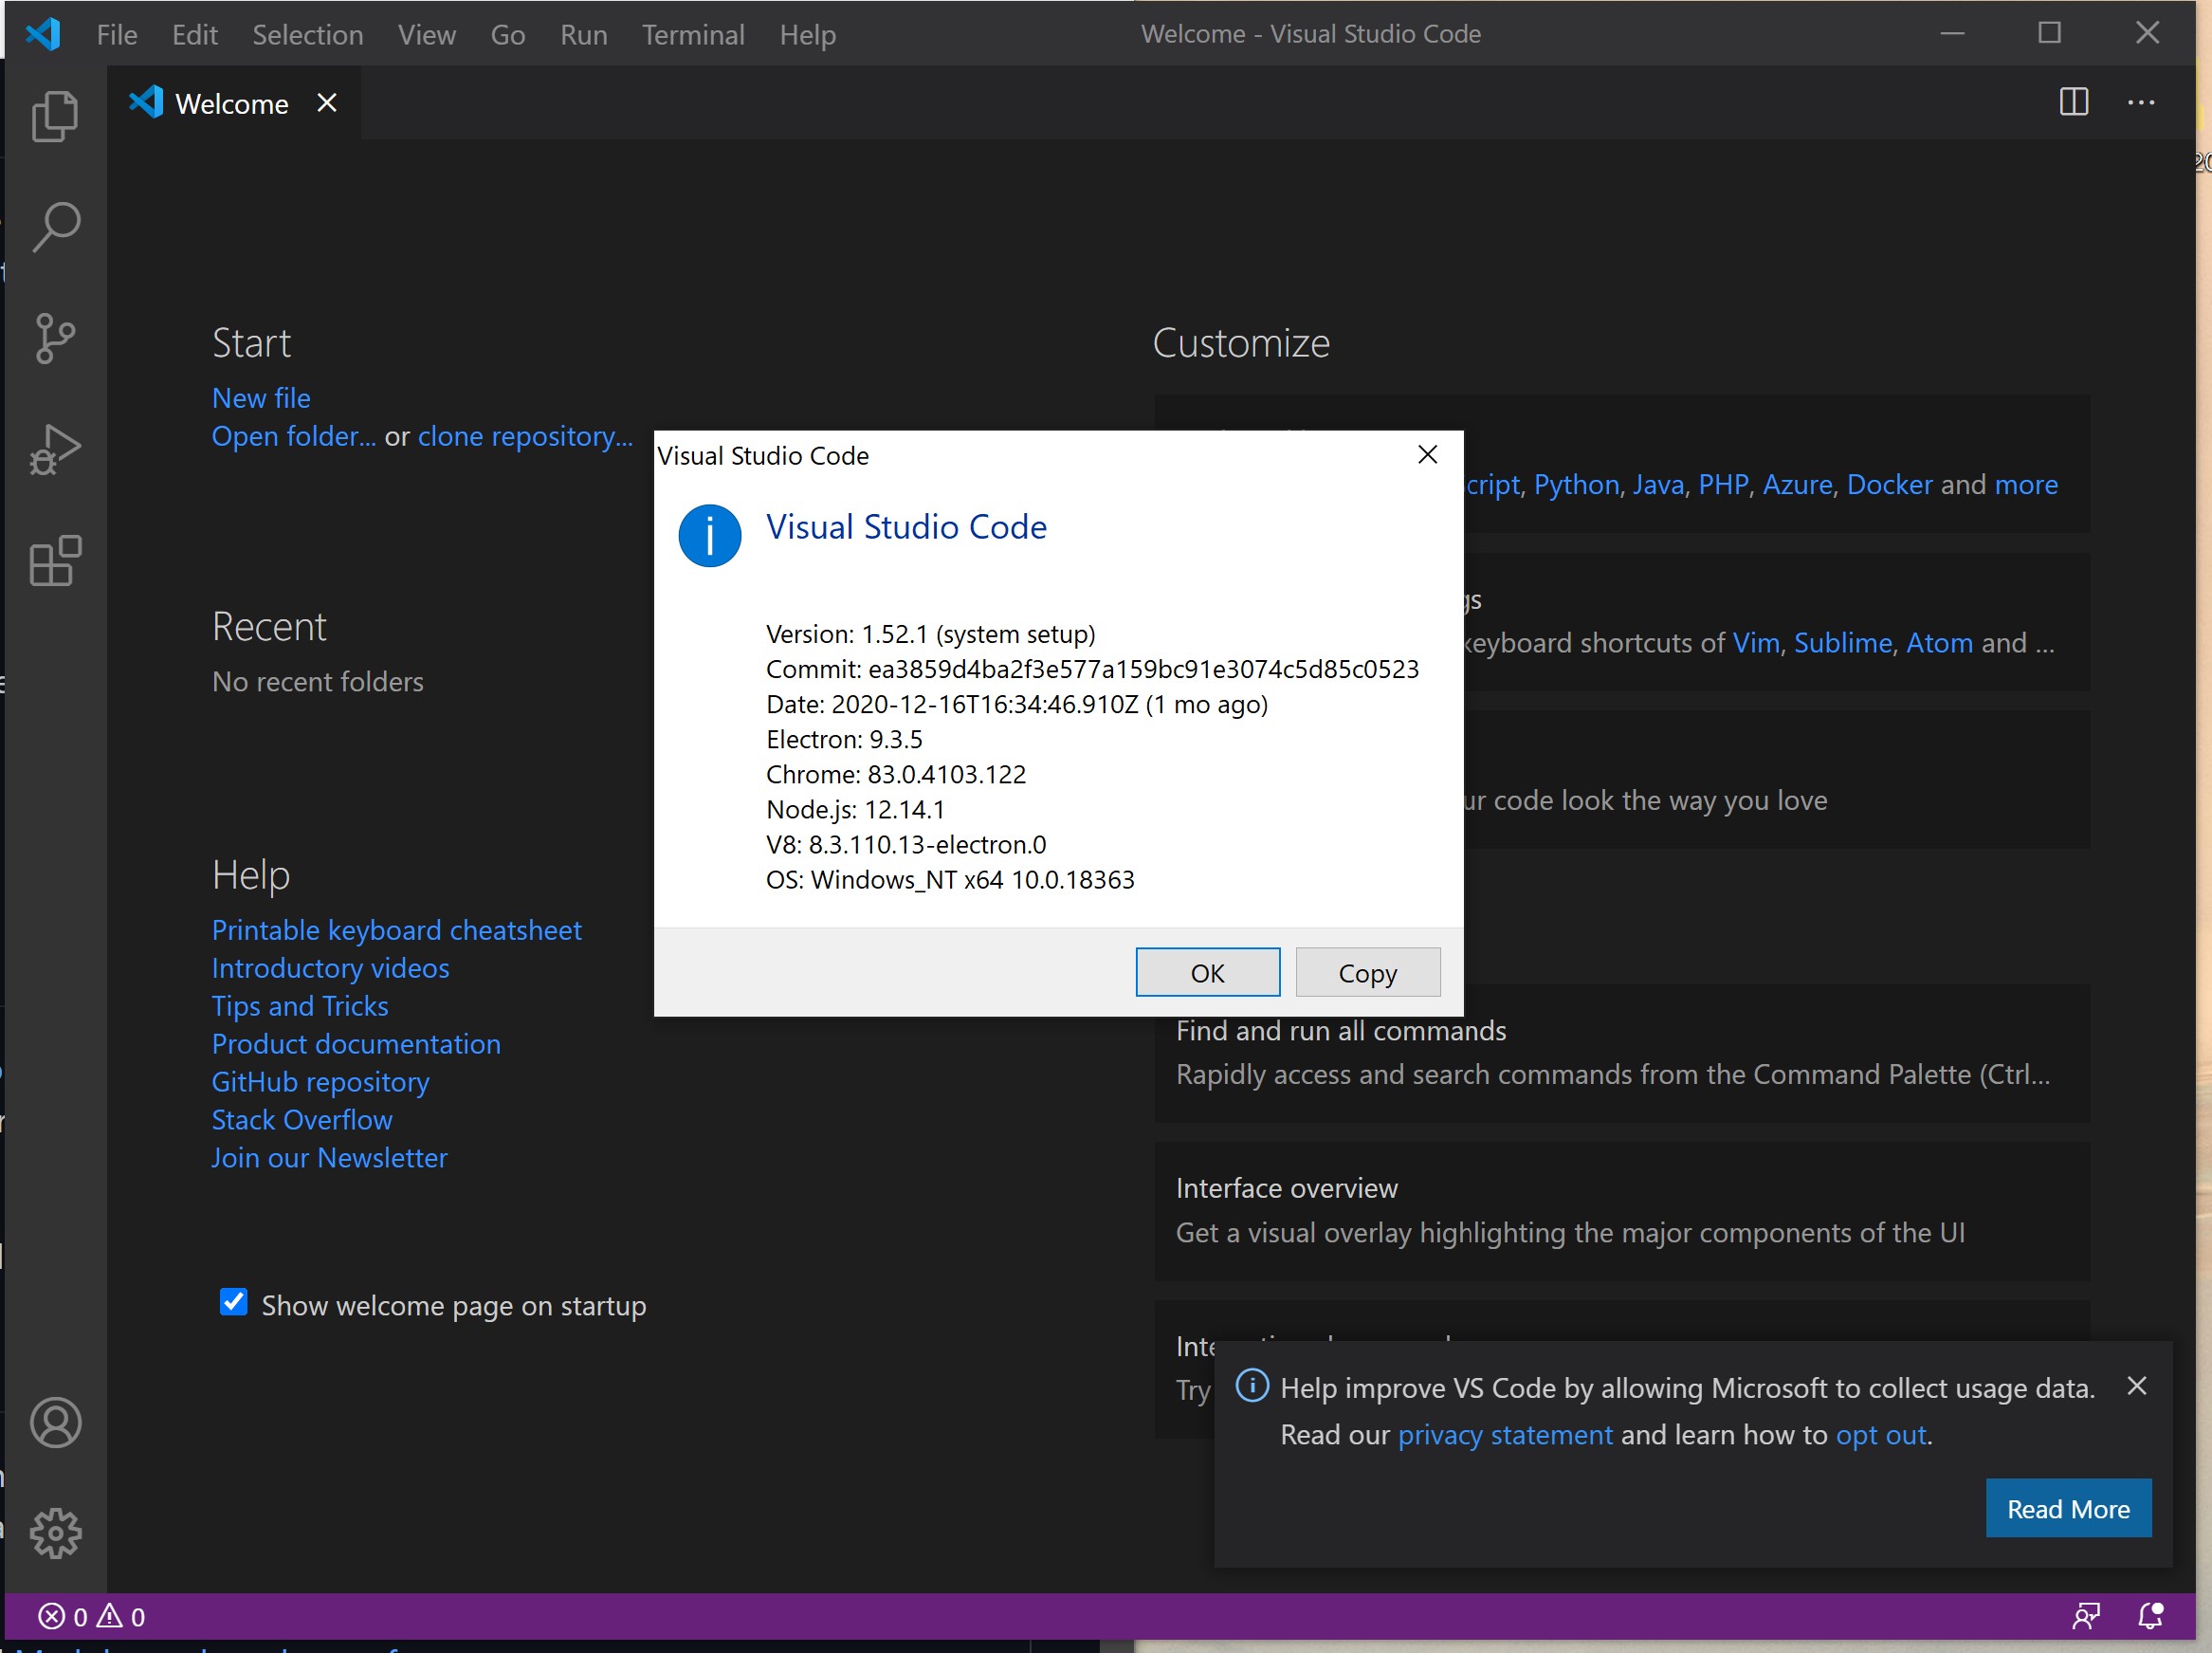 File Edit Selection View Go Run Terminal Help
Welcome - Visual Studio Code
Welcome
Start
New file
Open folder... or clone repository...
Recent
No recent folders
Help
Printable keyboard cheatsheet
Introductory videos
Tips and Tricks
Product documentation
GitHub repository
Stack Overflow
Join our Newsletter
Show welcome page on startup
Customize
cript, Python, Java, PHP, Azure, Docker and more
gs
keyboard shortcuts of Vim, Sublime, Atom and ...
ur code look the way you love
Visual Studio Code
Visual Studio Code
Version: 1.52.1 (system setup)
Commit: ea3859d4ba2f3e577a159bc91e3074c5d85c0523
Date: 2020-12-16T16:34:46.910Z (1 mo ago)
Electron: 9.3.5
Chrome: 83.0.4103.122
Node.js: 12.14.1
V8: 8.3.110.13-electron.0
OS: Windows_NT x64 10.0.18363
OK Copy
Find and run all commands
Rapidly access and search commands from the Command Palette (Ctrl...
Interface overview
Get a visual overlay highlighting the major components of the UI
Try
Help improve VS Code by allowing Microsoft to collect usage data.
Read our privacy statement and learn how to opt out.
Read More
0 0